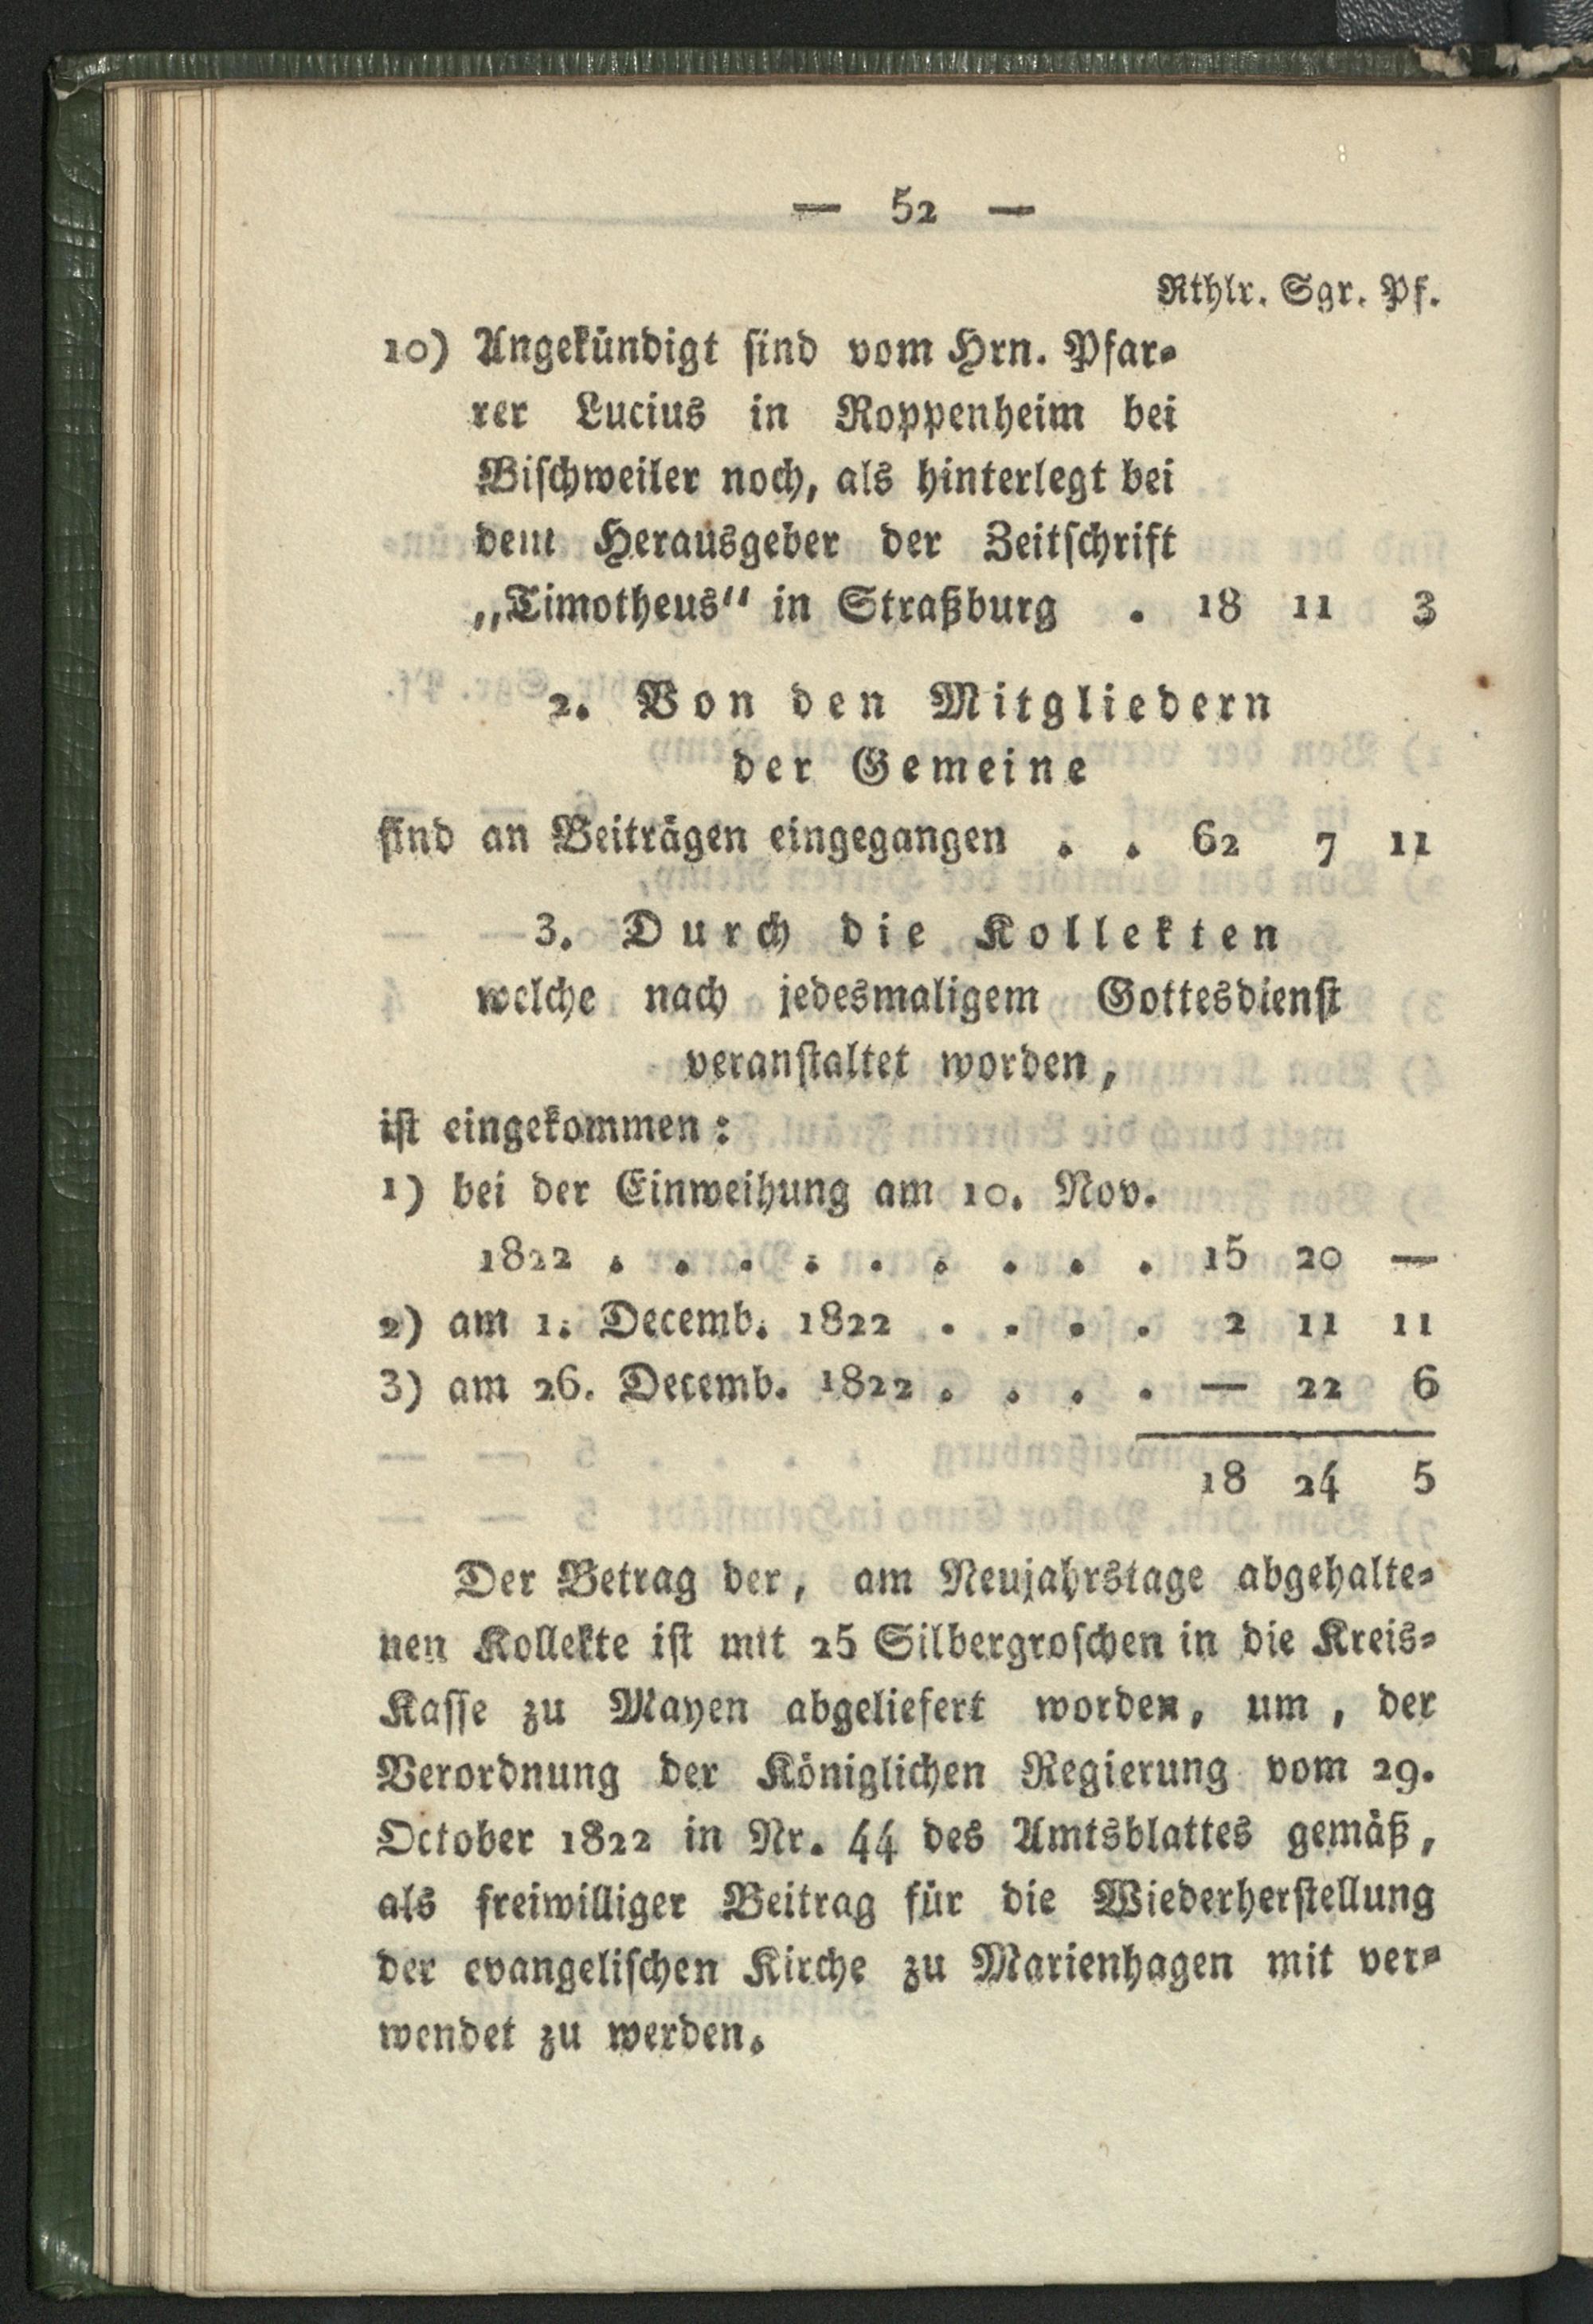 — 52 —
Rthlr. Sgr. Pf.
10) Angekündigt sind vom Hrn. Pfar-
rer Lucius in Roppenheim bei
Bischweiler noch, als hinterlegt bei
dem Herausgeber der Zeitschrift
„Timotheus“ in Straßburg . 18 11 3
2. Von den Mitgliedern
der Gemeine
sind an Beiträgen eingegangen . . 62 7 11
3. Durch die Kollekten
welche nach jedesmaligem Gottesdienst
veranstaltet worden,
ist eingekommen:
1) bei der Einweihung am 10. Nov.
1822 . . . . . . . . . 15 20 —
2) am 1. Decemb. 1822 . . . . 2 11 11
3) am 26. Decemb. 1822 . . . . — 22 6
18 24 5
Der Betrag der, am Neujahrstage abgehalte-
nen Kollekte ist mit 25 Silbergroschen in die Kreis-
Kasse zu Mayen abgeliefert worden, um, der
Verordnung der Königlichen Regierung vom 29.
October 1822 in Nr. 44 des Amtsblattes gemäß,
als freiwilliger Beitrag für die Wiederherstellung
der evangelischen Kirche zu Marienhagen mit ver-
wendet zu werden.